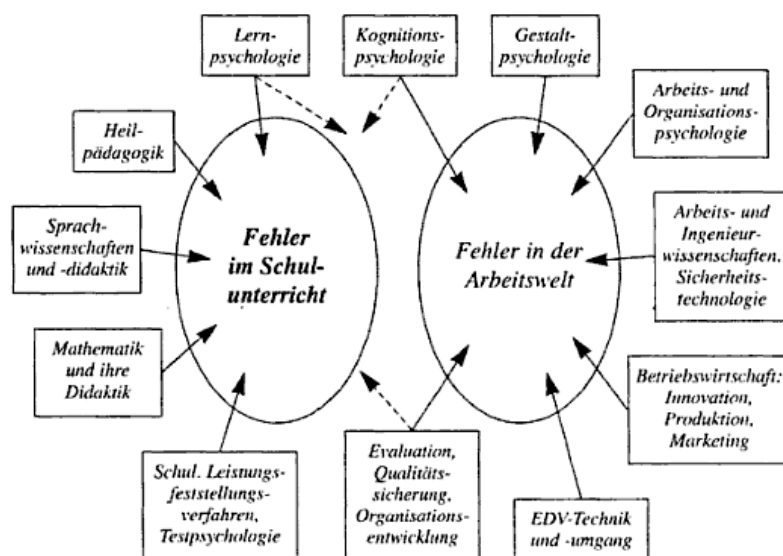 Lern-
psychologie
Kognitions-
psychologie
Gestalt-
psychologie
Arbeits- und
Organisations-
psychologie
Heil-
pädagogik
Sprach-
wissenschaften
und -didaktik
Fehler
im Schul-
unterricht
Fehler in der
Arbeitswelt
Arbeits- und
Ingenieur-
wissenschaften,
Sicherheits-
technologie
Mathematik
und ihre
Didaktik
Betriebswirtschaft:
Innovation,
Produktion,
Marketing
Schul. Leistungs-
feststellungs-
verfahren,
Testpsychologie
Evaluation,
Qualitäts-
sicherung,
Organisations-
entwicklung
EDV-Technik
und -umgang